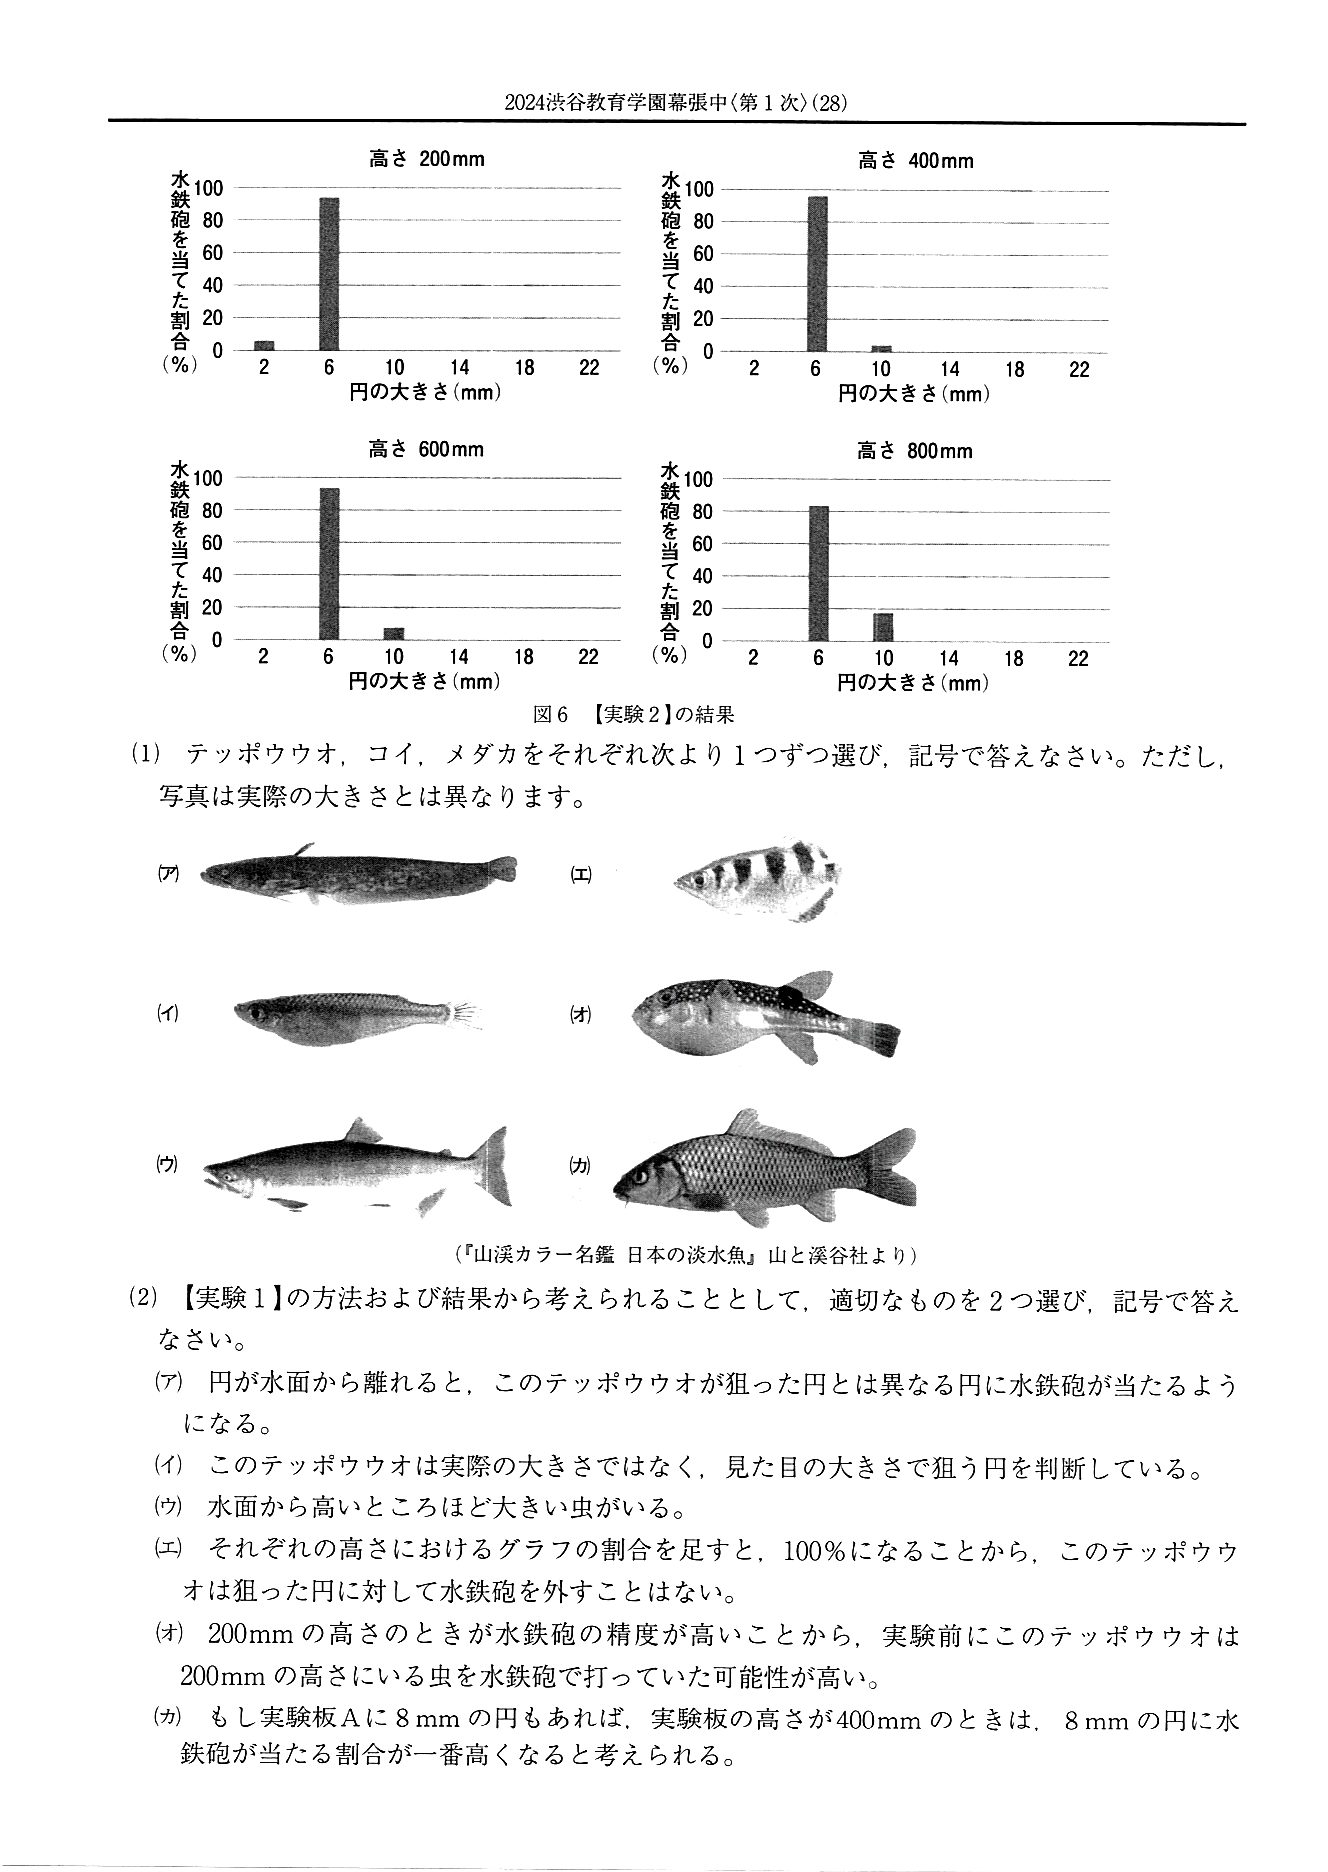 2024渋谷教育学園幕張中〈第1次〉(28)
高さ 200mm
水鉄砲を当てた割合(%)
100
80
60
40
20
0
2 6 10 14 18 22
円の大きさ(mm)
高さ 400mm
水鉄砲を当てた割合(%)
100
80
60
40
20
0
2 6 10 14 18 22
円の大きさ(mm)
高さ 600mm
水鉄砲を当てた割合(%)
100
80
60
40
20
0
2 6 10 14 18 22
円の大きさ(mm)
高さ 800mm
水鉄砲を当てた割合(%)
100
80
60
40
20
0
2 6 10 14 18 22
円の大きさ(mm)
図6 【実験2】の結果
(1) テッポウウオ,コイ,メダカをそれぞれ次より1つずつ選び,記号で答えなさい。ただし,
写真は実際の大きさとは異なります。
(ア)
(エ)
(イ)
(オ)
(ウ)
(カ)
(『山渓カラー名鑑 日本の淡水魚』山と溪谷社より)
(2) 【実験1】の方法および結果から考えられることとして,適切なものを2つ選び,記号で答え
なさい。
(ア) 円が水面から離れると,このテッポウウオが狙った円とは異なる円に水鉄砲が当たるよう
になる。
(イ) このテッポウウオは実際の大きさではなく,見た目の大きさで狙う円を判断している。
(ウ) 水面から高いところほど大きい虫がいる。
(エ) それぞれの高さにおけるグラフの割合を足すと,100%になることから,このテッポウウ
オは狙った円に対して水鉄砲を外すことはない。
(オ) 200mmの高さのときが水鉄砲の精度が高いことから,実験前にこのテッポウウオは
200mmの高さにいる虫を水鉄砲で打っていた可能性が高い。
(カ) もし実験板Aに8mmの円もあれば,実験板の高さが400mmのときは,8mmの円に水
鉄砲が当たる割合が一番高くなると考えられる。